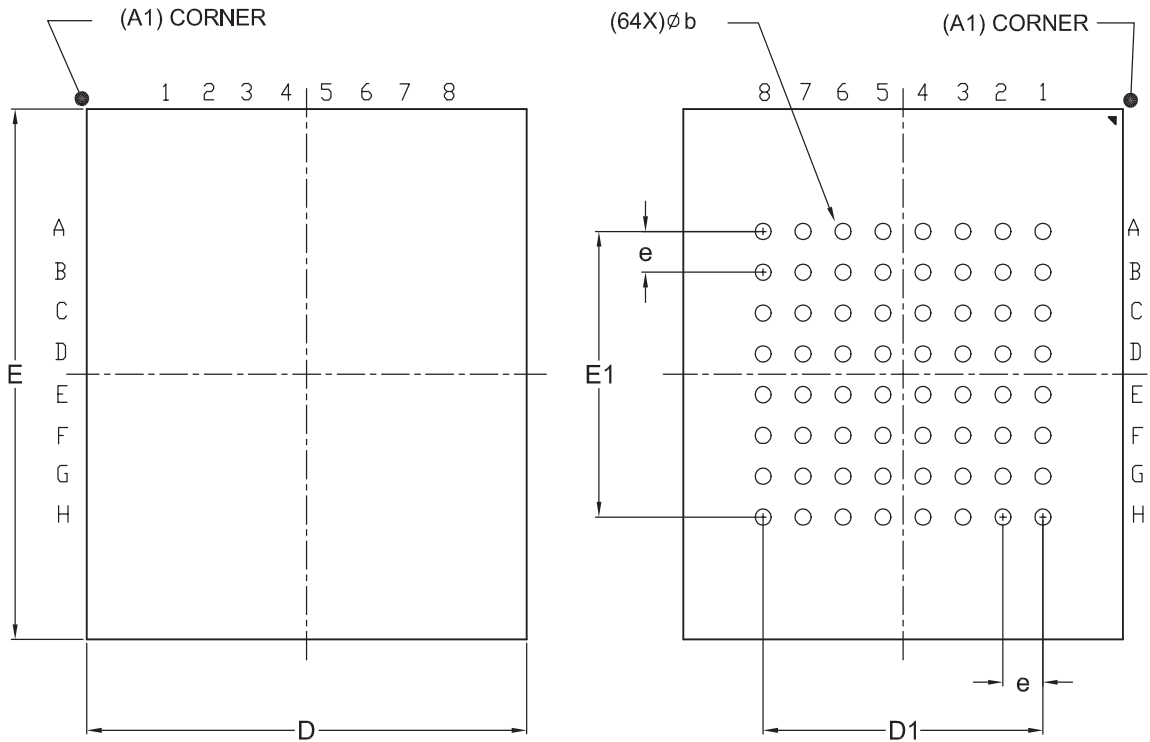 (A1) CORNER
1 2 3 4 5 6 7 8
A
B
C
D
E
F
G
H
E
D
(64X)⌀b
(A1) CORNER
8 7 6 5 4 3 2 1
A
B
C
D
E
F
G
H
e
E1
e
D1